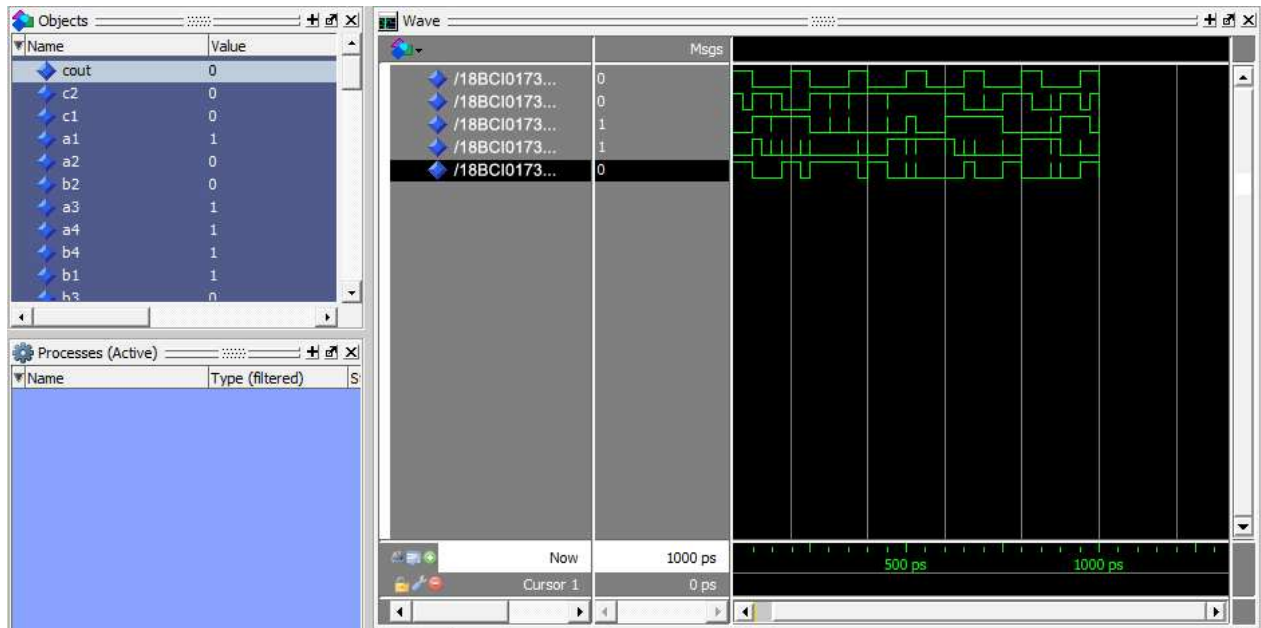 Objects
Name Value
cout 0
c2 0
c1 0
a1 1
a2 0
b2 0
a3 1
a4 1
b4 1
b1 1
b3 0
Processes (Active)
Name Type (filtered) S
Wave
Msgs
/18BCI0173... 0
/18BCI0173... 0
/18BCI0173... 1
/18BCI0173... 1
/18BCI0173... 0
Now 1000 ps
500 ps 1000 ps
Cursor 1 0 ps